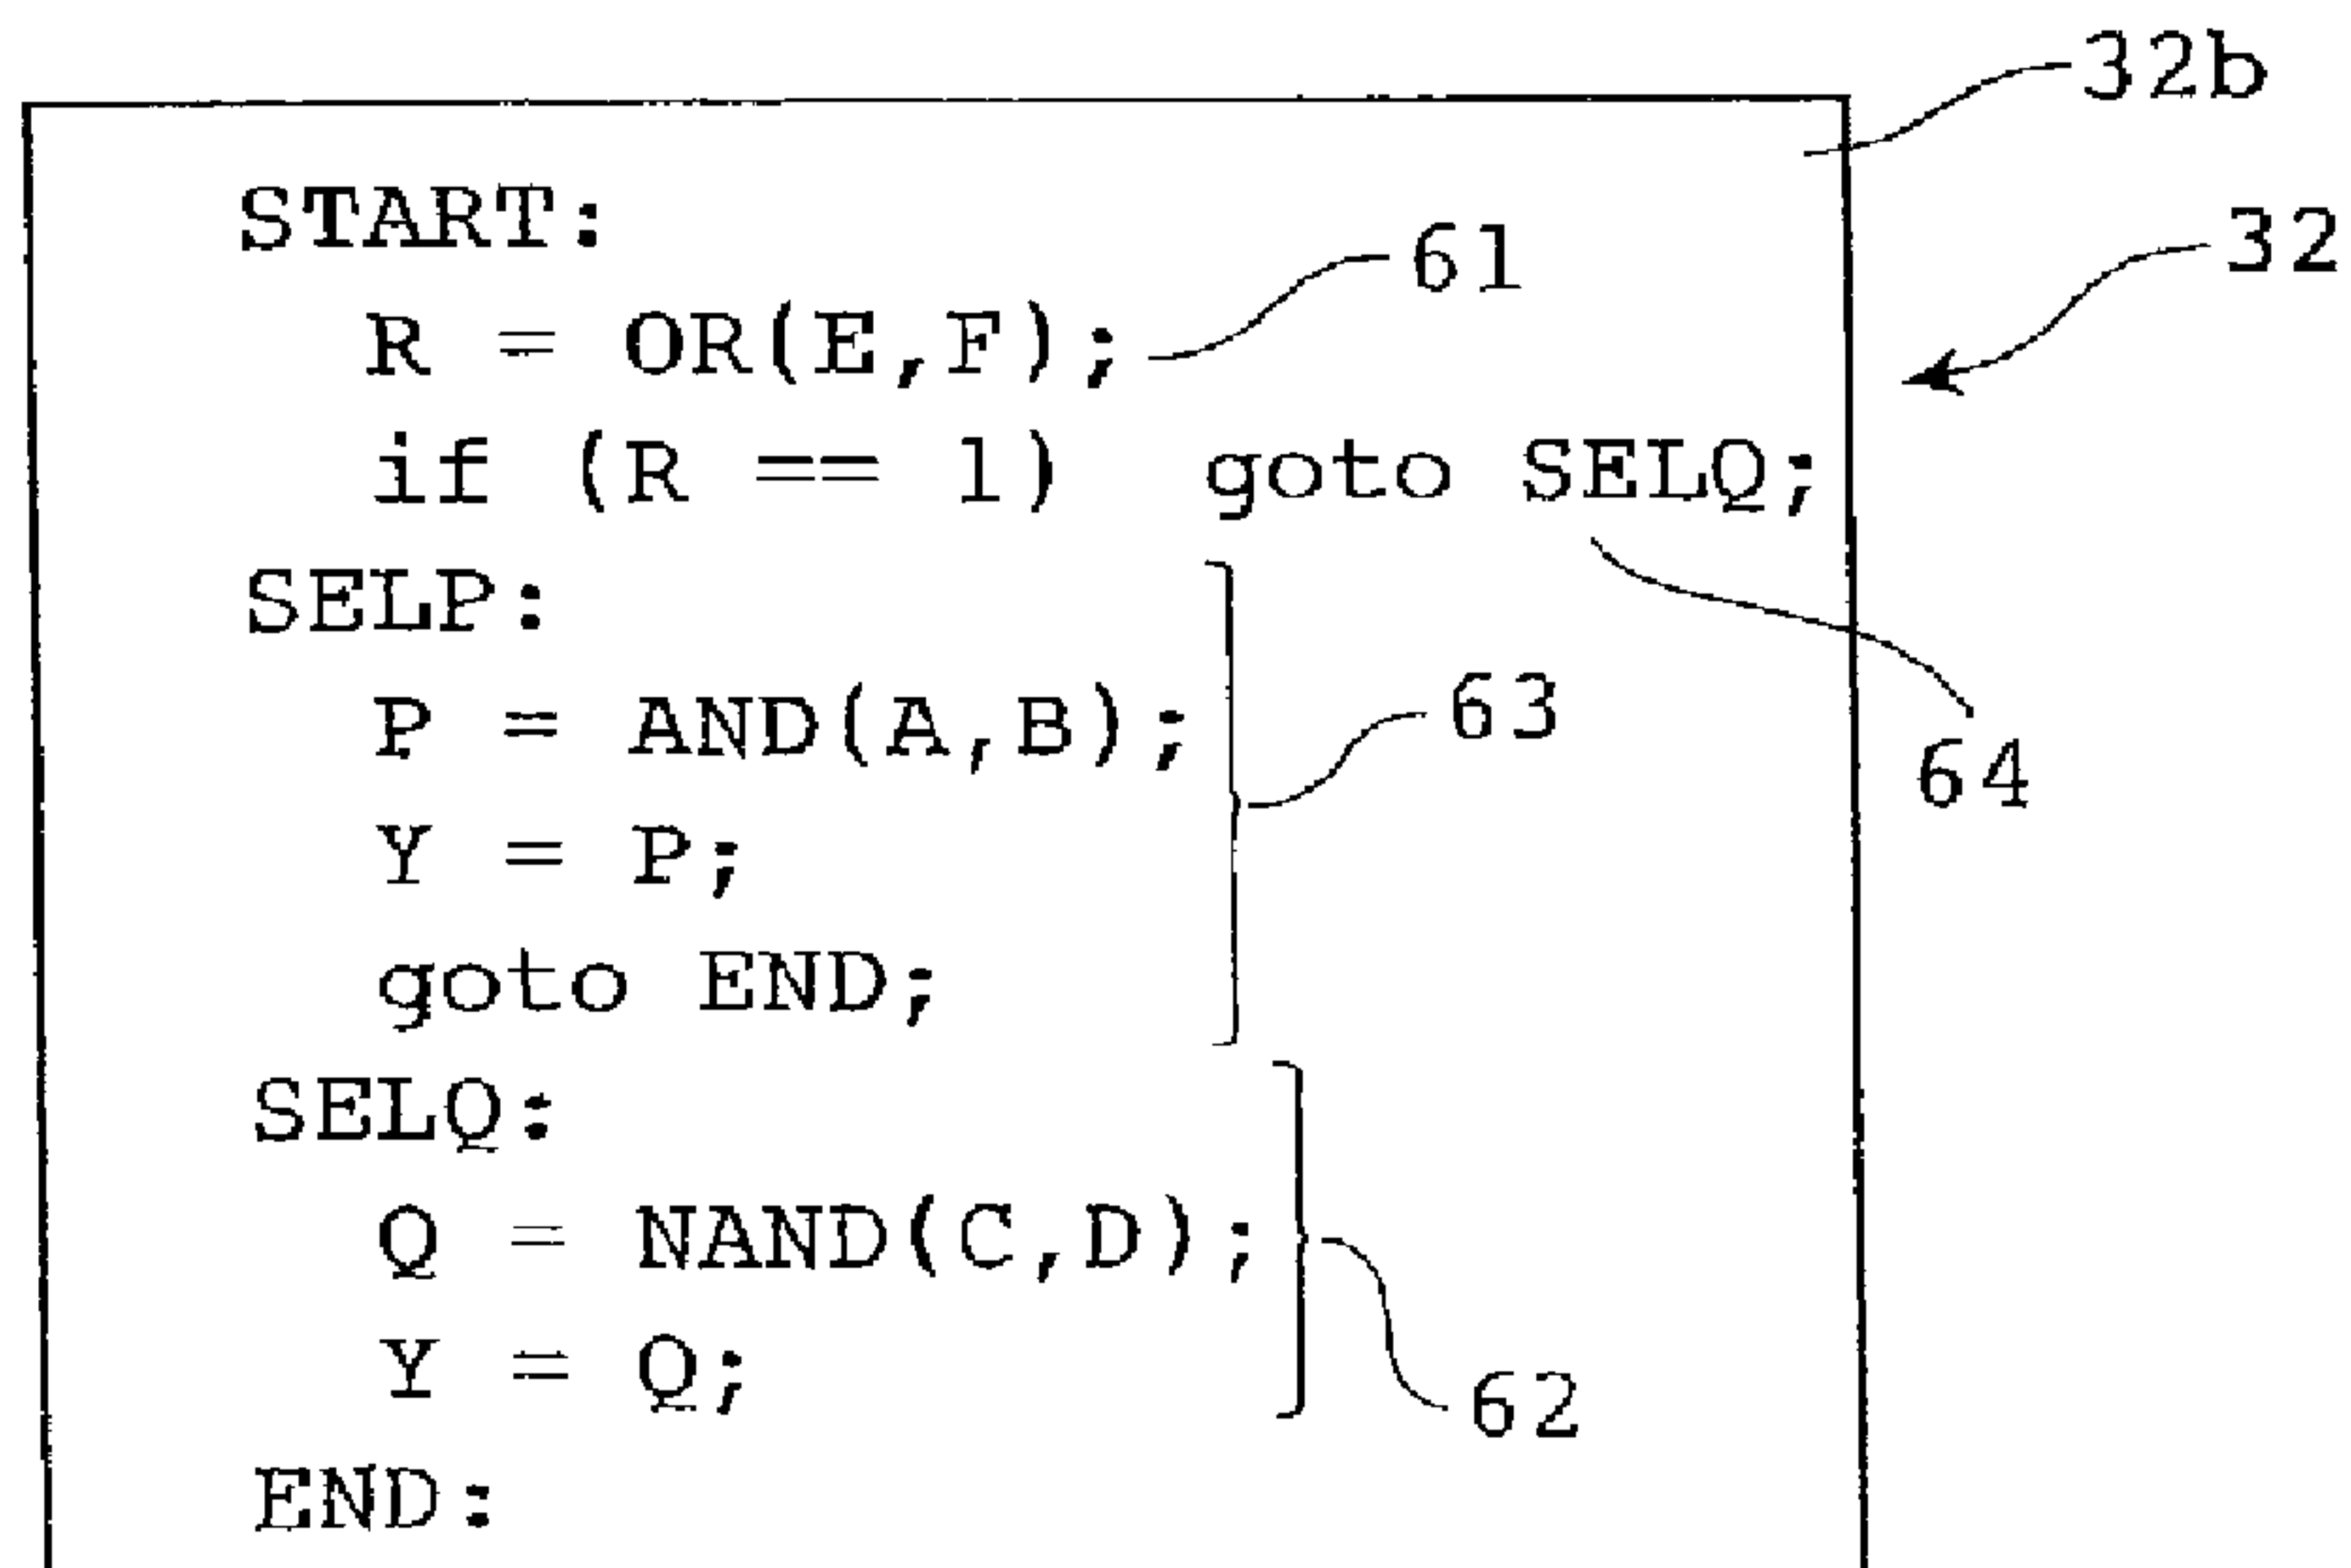 32b
START:
32
61
R = OR(E,F);
if (R == 1) goto SELQ;
SELP:
63
P = AND(A,B);
64
Y = P;
goto END;
SELQ:
Q = NAND(C,D);
Y = Q;
62
END: